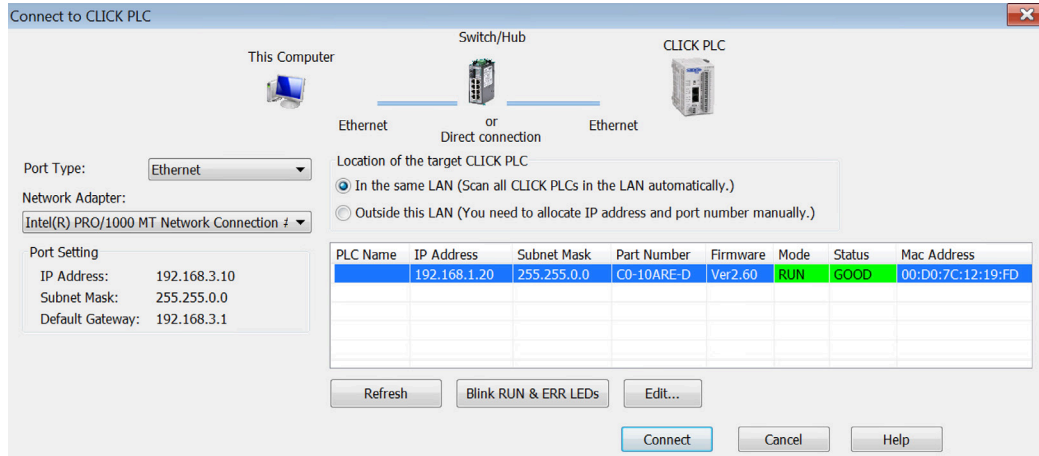 Connect to CLICK PLC
This Computer
Switch/Hub
CLICK PLC
Ethernet
or
Direct connection
Ethernet
Port Type:
Ethernet
Network Adapter:
Intel(R) PRO/1000 MT Network Connection
Port Setting
IP Address: 192.168.3.10
Subnet Mask: 255.255.0.0
Default Gateway: 192.168.3.1
Location of the target CLICK PLC
In the same LAN (Scan all CLICK PLCs in the LAN automatically.)
Outside this LAN (You need to allocate IP address and port number manually.)
PLC Name IP Address Subnet Mask Part Number Firmware Mode Status Mac Address
192.168.1.20 255.255.0.0 C0-10ARE-D Ver2.60 RUN GOOD 00:D0:7C:12:19:FD
Refresh Blink RUN & ERR LEDs Edit...
Connect Cancel Help